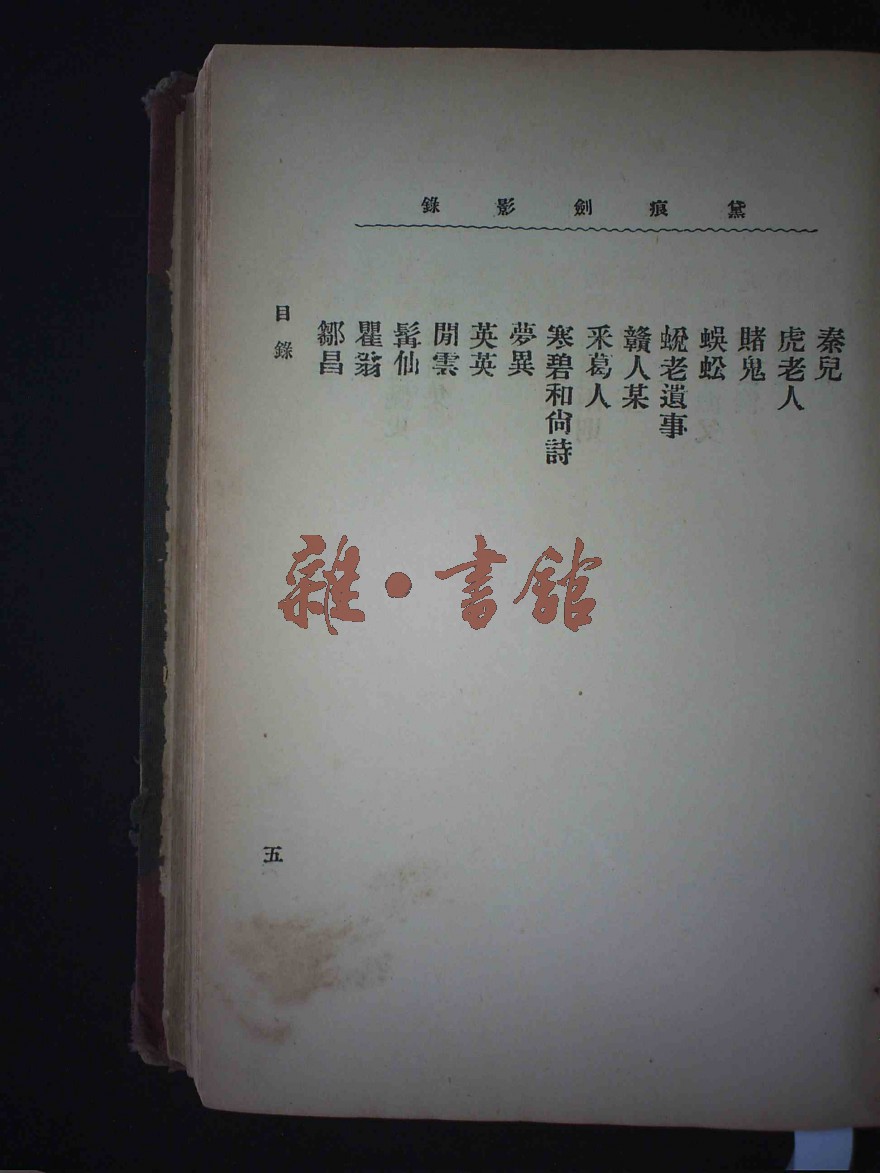 黛痕劍影錄
秦兒
虎老人
賭鬼
蜈蚣
蜕老遺事
贛人某
采葛人
寒碧和尙詩
夢異
英英
閒雲
髯仙
瞿翁
鄒昌
目錄
五
雜·書館